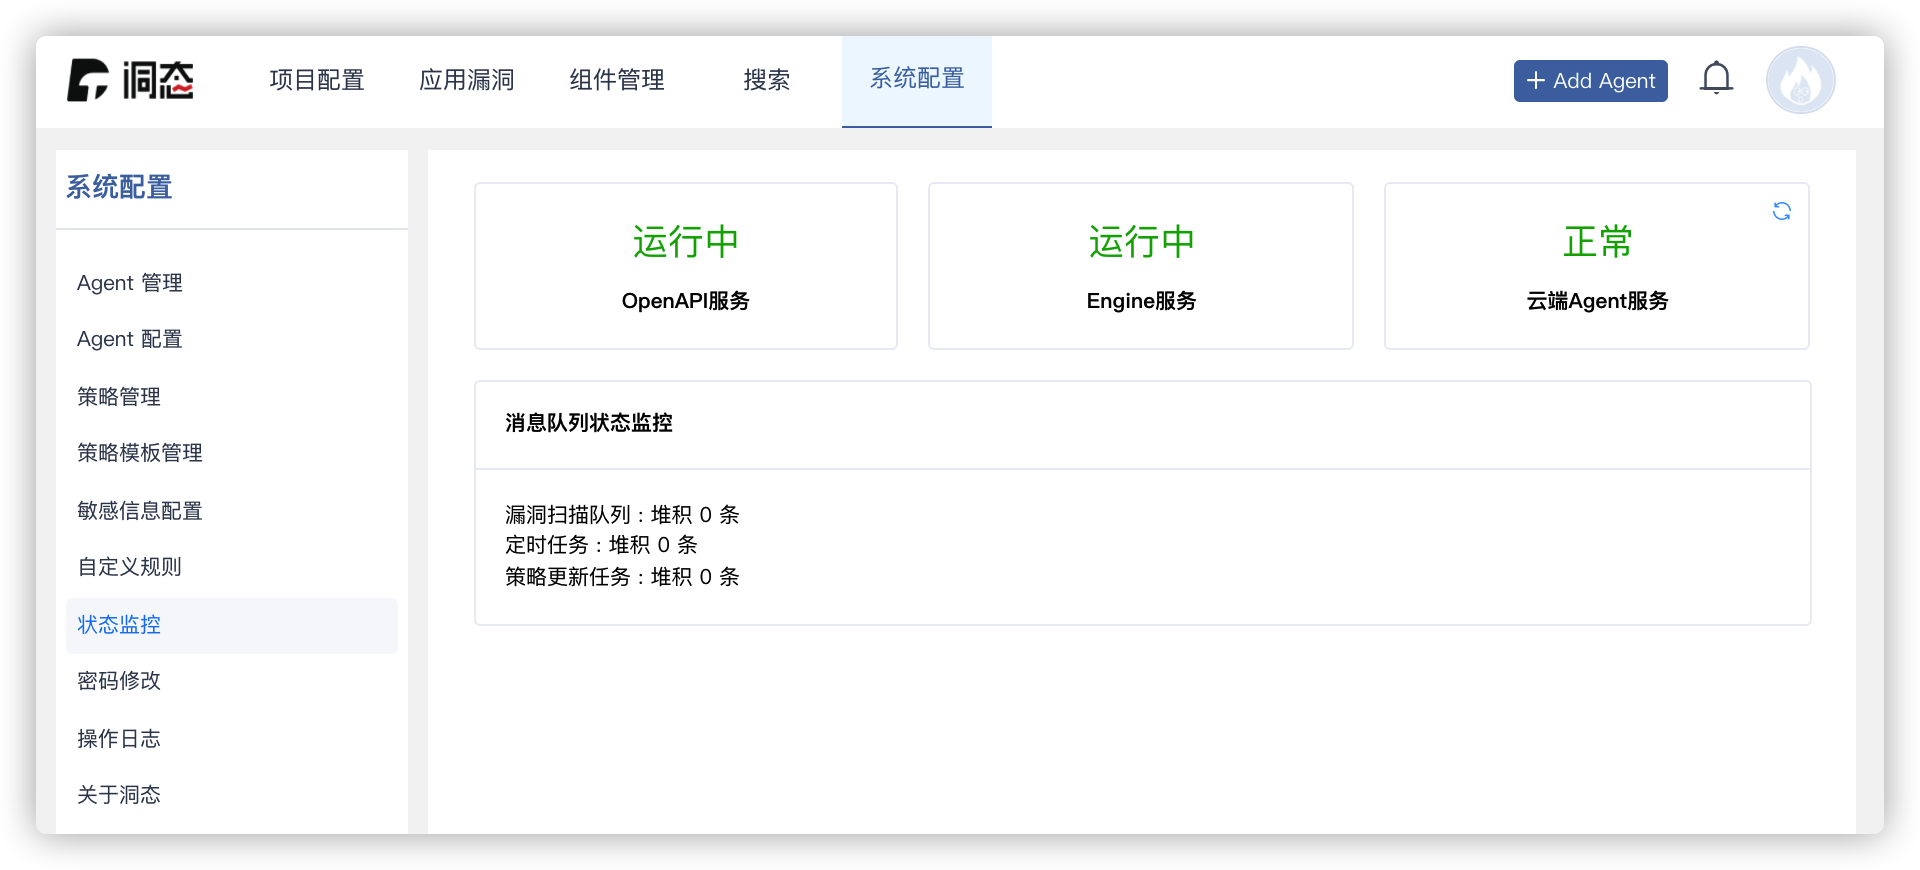 洞态
项目配置
应用漏洞
组件管理
搜索
系统配置
+ Add Agent
系统配置
Agent 管理
Agent 配置
策略管理
策略模板管理
敏感信息配置
自定义规则
状态监控
密码修改
操作日志
关于洞态
运行中
OpenAPI服务
运行中
Engine服务
正常
云端Agent服务
消息队列状态监控
漏洞扫描队列：堆积 0 条
定时任务：堆积 0 条
策略更新任务：堆积 0 条